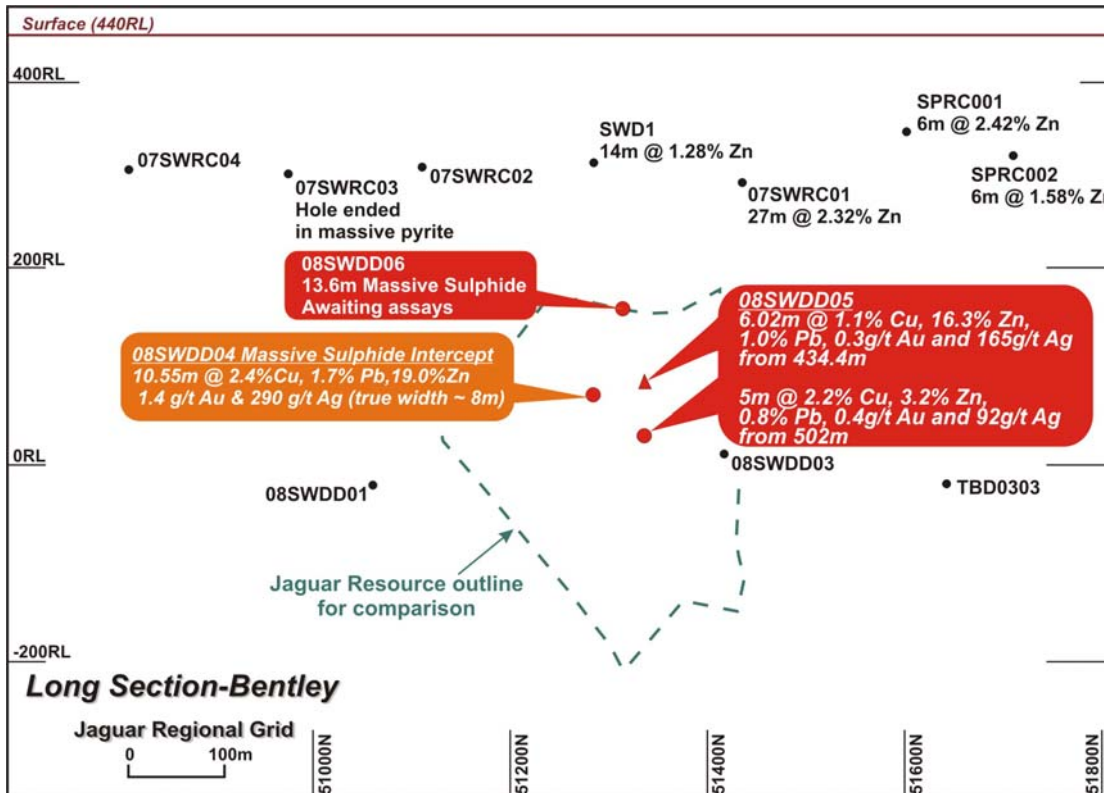 Surface (440RL)
400RL
SPRC001
6m @ 2.42% Zn
SWD1
14m @ 1.28% Zn
07SWRC04
07SWRC03
Hole ended
in massive pyrite
07SWRC02
07SWRC01
27m @ 2.32% Zn
SPRC002
6m @ 1.58% Zn
200RL
08SWDD06
13.6m Massive Sulphide
Awaiting assays
08SWDD05
6.02m @ 1.1% Cu, 16.3% Zn,
1.0% Pb, 0.3g/t Au and 165g/t Ag
from 434.4m
5m @ 2.2% Cu, 3.2% Zn,
0.8% Pb, 0.4g/t Au and 92g/t Ag
from 502m
08SWDD04 Massive Sulphide Intercept
10.55m @ 2.4%Cu, 1.7% Pb,19.0%Zn
1.4 g/t Au & 290 g/t Ag (true width ~ 8m)
0RL
08SWDD03
08SWDD01
TBD0303
Jaguar Resource outline
for comparison
-200RL
Long Section-Bentley
Jaguar Regional Grid
0 100m
51000N
51200N
51400N
51600N
51800N